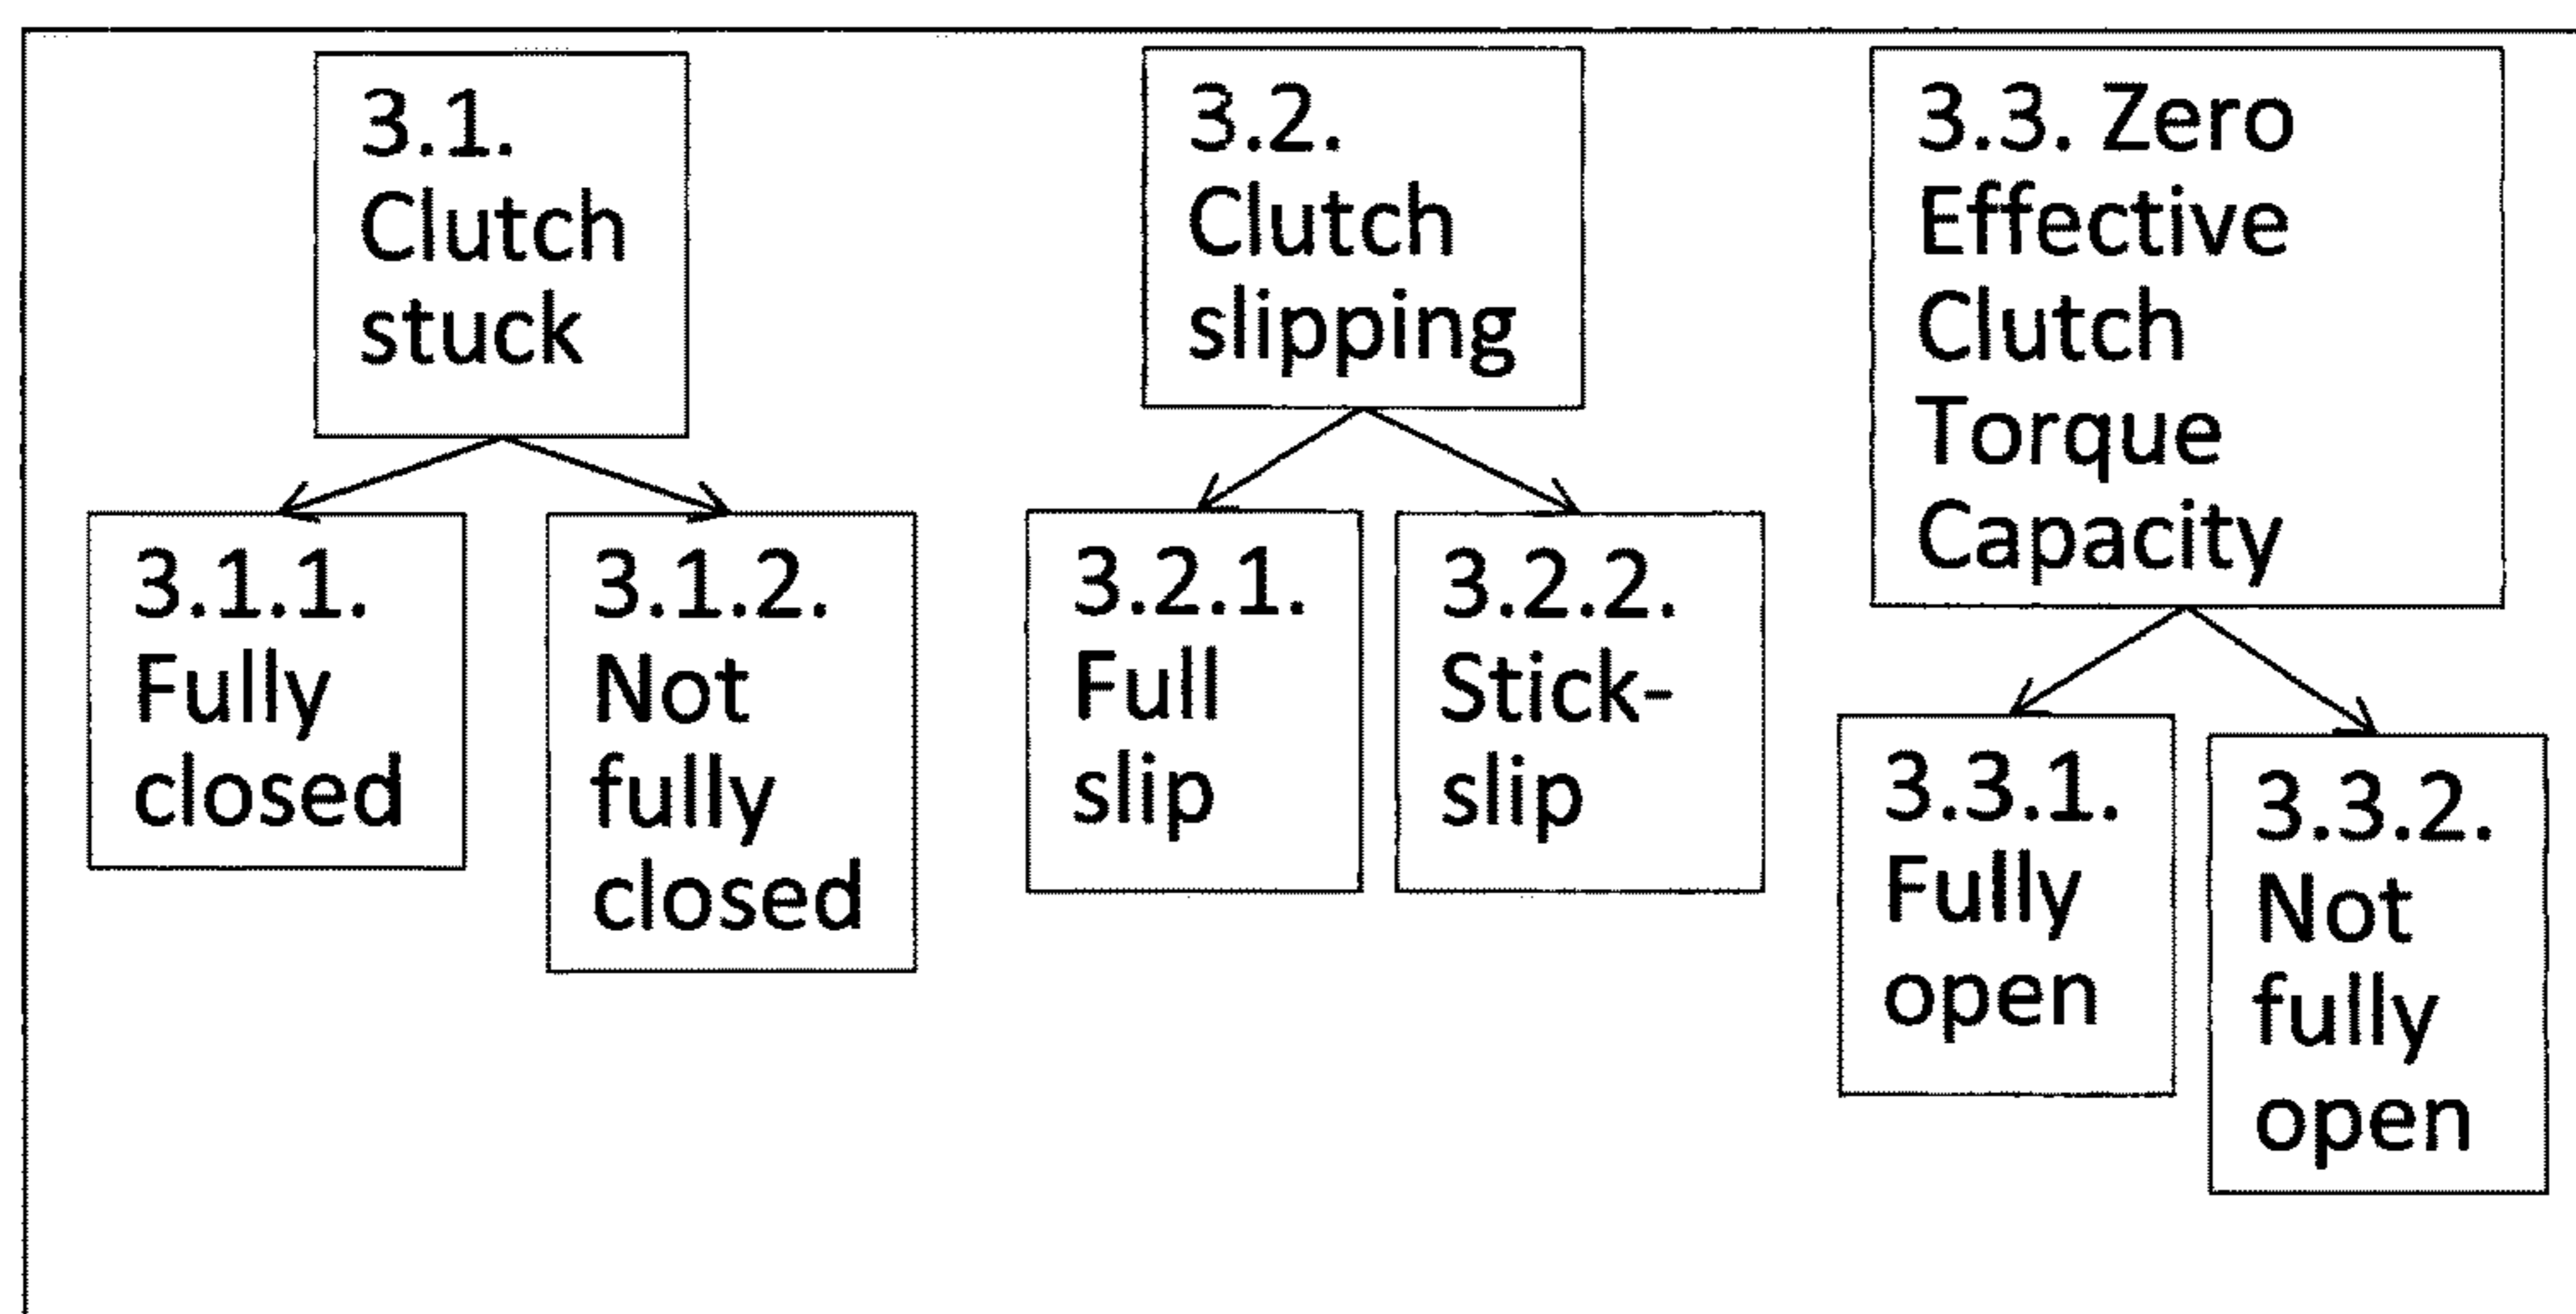 3.1.
Clutch
stuck
3.1.1.
Fully
closed
3.1.2.
Not
fully
closed
3.2.
Clutch
slipping
3.2.1.
Full
slip
3.2.2.
Stick-
slip
3.3. Zero
Effective
Clutch
Torque
Capacity
3.3.1.
Fully
open
3.3.2.
Not
fully
open